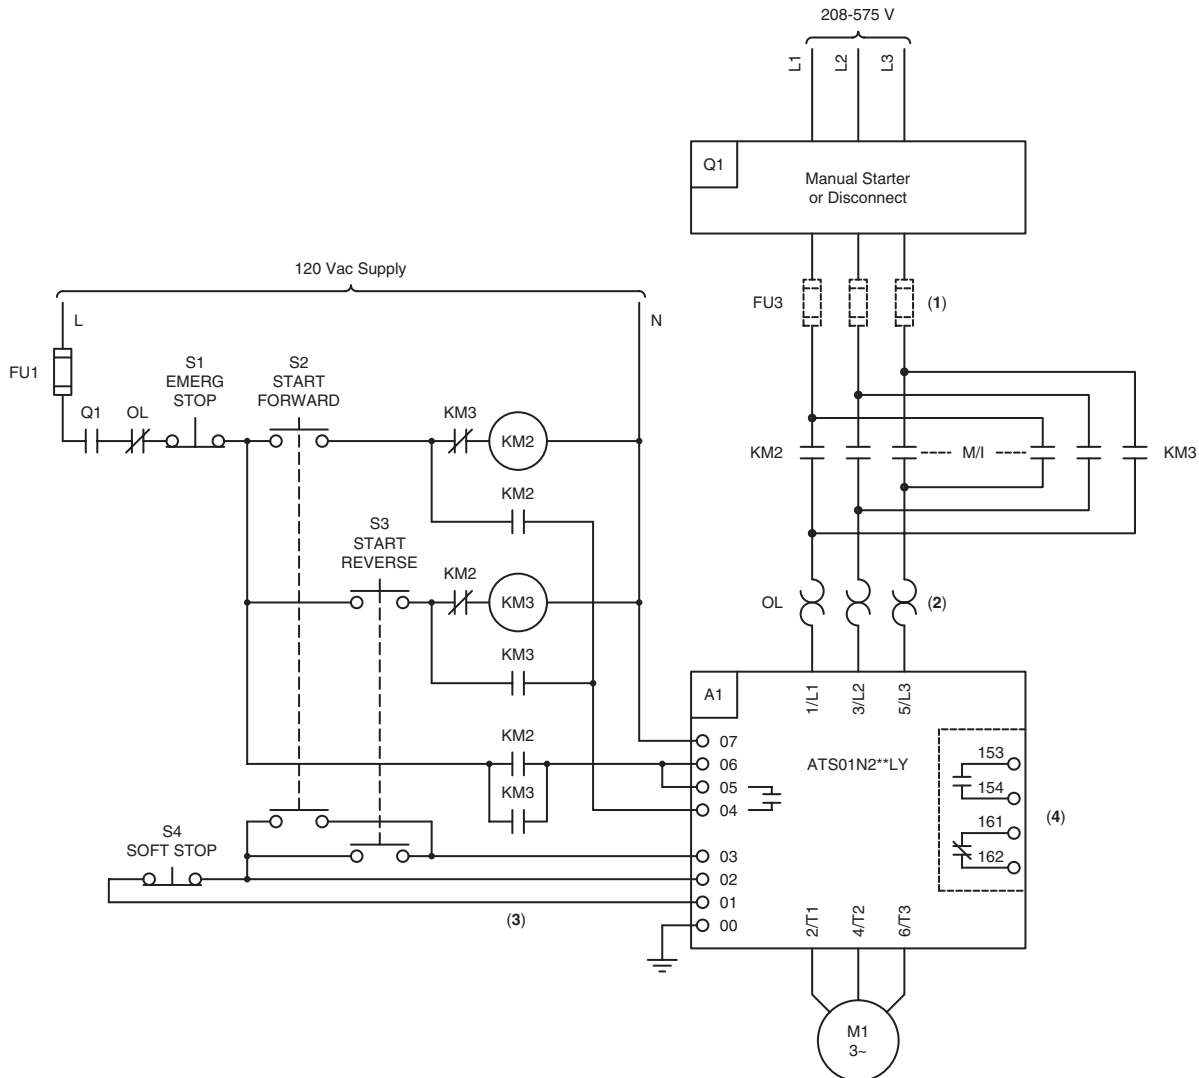 208-575 V
L1
L2
L3
Q1
Manual Starter
or Disconnect
120 Vac Supply
L
N
FU3
(1)
FU1
S1
EMERG
STOP
S2
START
FORWARD
Q1
OL
KM3
KM2
KM2
M/I
KM3
KM2
S3
START
REVERSE
KM2
KM3
OL
(2)
KM3
A1
1/L1
3/L2
5/L3
KM2
07
06
ATS01N2**LY
153
KM3
05
154
04
(4)
S4
SOFT STOP
161
03
162
02
01
(3)
00
2/T1
4/T2
6/T3
M1
3~